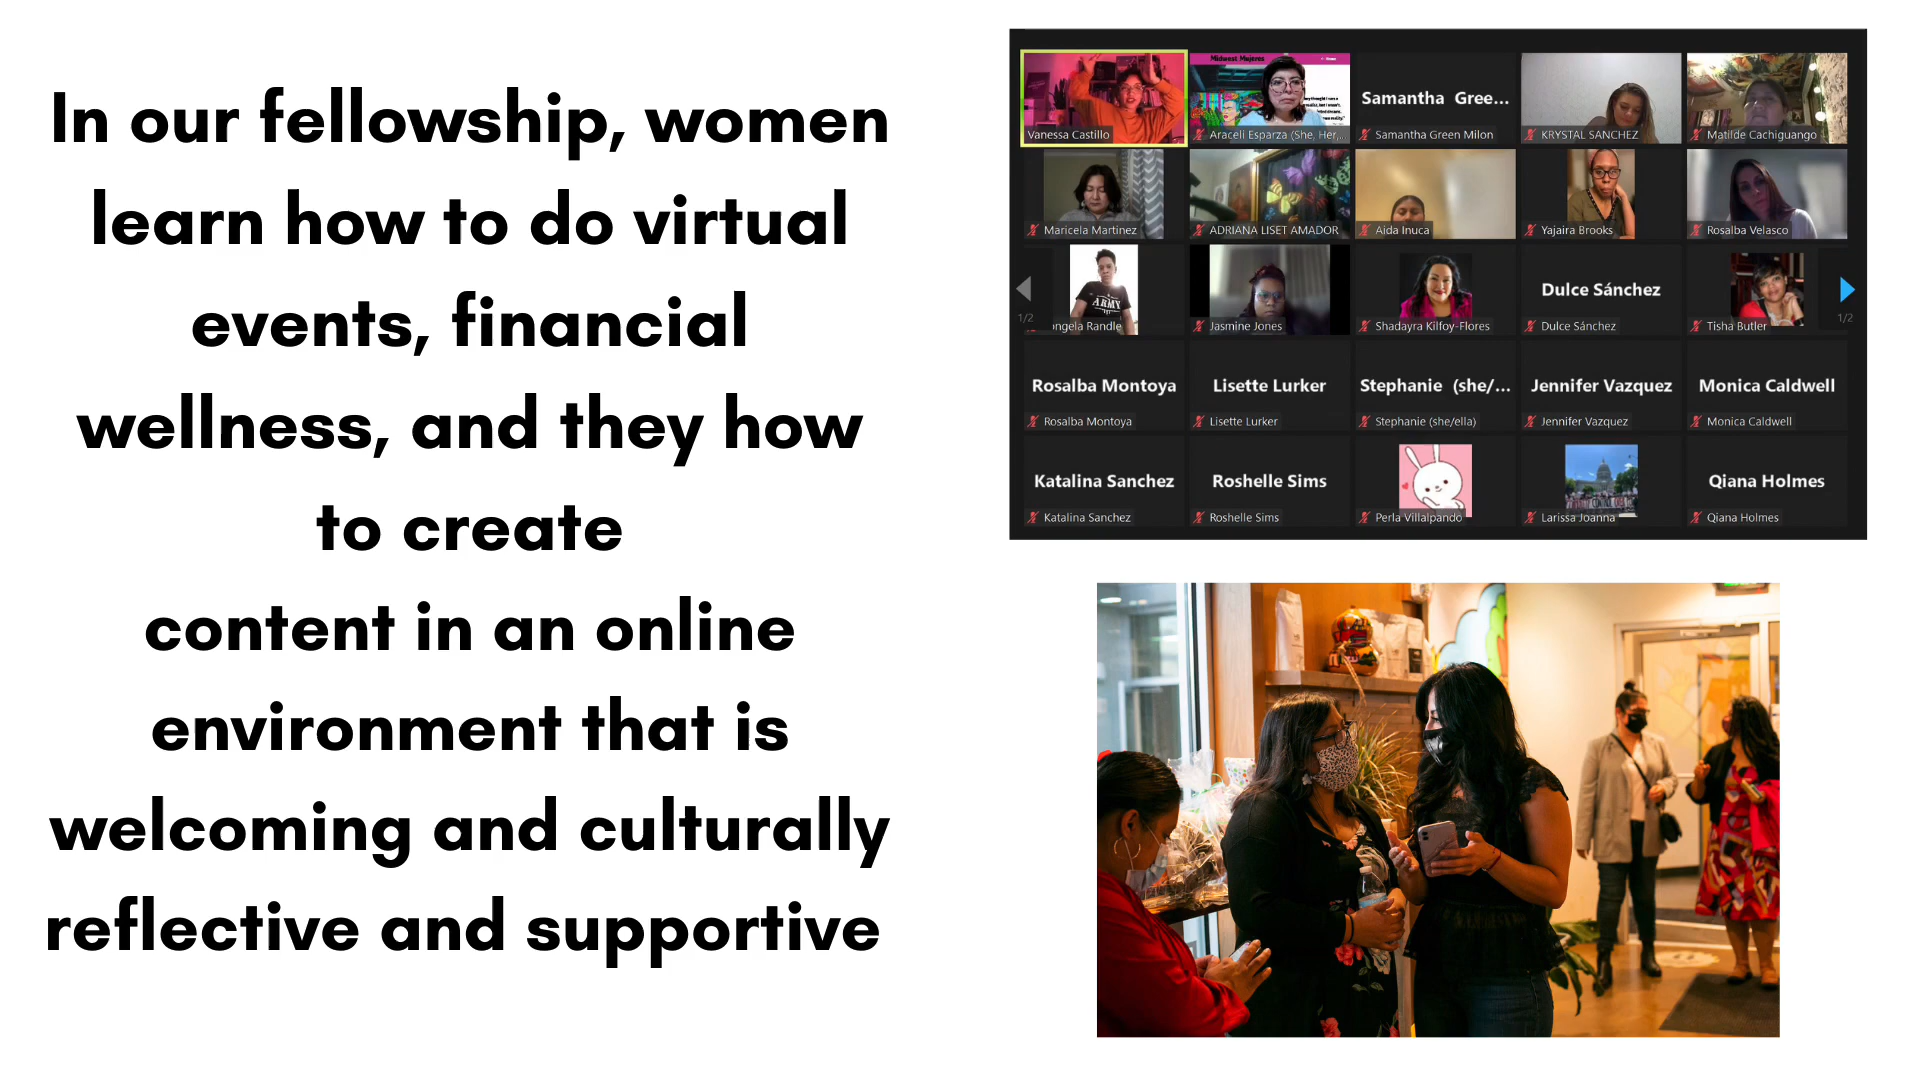 In our fellowship, women
learn how to do virtual
events, financial
wellness, and they how
to create
content in an online
environment that is
welcoming and culturally
reflective and supportive
Vanessa Castillo
Midwest Mujeres
Araceli Esparza (She, Her,...
Samantha Gree...
Samantha Green Milon
KRYSTAL SANCHEZ
Matilde Cachiguango
Maricela Martinez
ADRIANA LISET AMADOR
Aida Inuca
Yajaira Brooks
Rosalba Velasco
1/2
ARMY
ngela Randle
Jasmine Jones
Shadayra Kilfoy-Flores
Dulce Sánchez
Dulce Sánchez
Tisha Butler
1/2
Rosalba Montoya
Rosalba Montoya
Lisette Lurker
Lisette Lurker
Stephanie (she/...
Stephanie (she/ella)
Jennifer Vazquez
Jennifer Vazquez
Monica Caldwell
Monica Caldwell
Katalina Sanchez
Katalina Sanchez
Roshelle Sims
Roshelle Sims
Perla Villalpando
Larissa Joanna
Qiana Holmes
Qiana Holmes